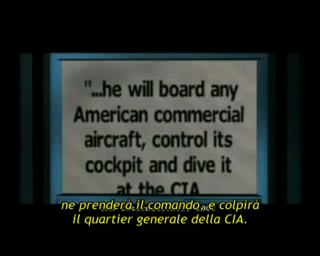 "...he will board any
American commercial
aircraft, control its
cockpit and dive it
at the CIA
ne prenderà il comando, e colpirà
il quartier generale della CIA.